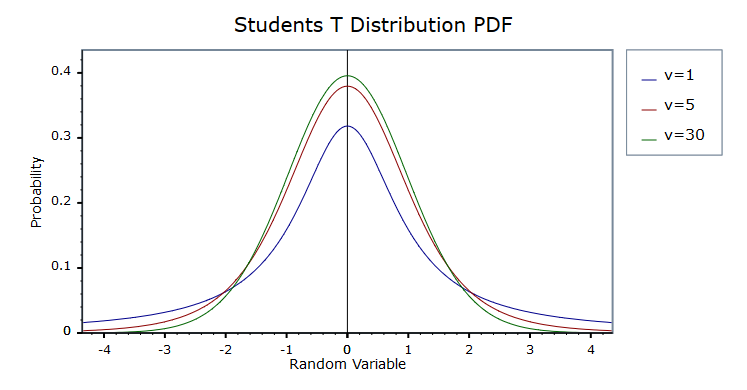 Students T Distribution PDF
v=1
v=5
v=30
Probability
0.4
0.3
0.2
0.1
0
-4 -3 -2 -1 0 1 2 3 4
Random Variable